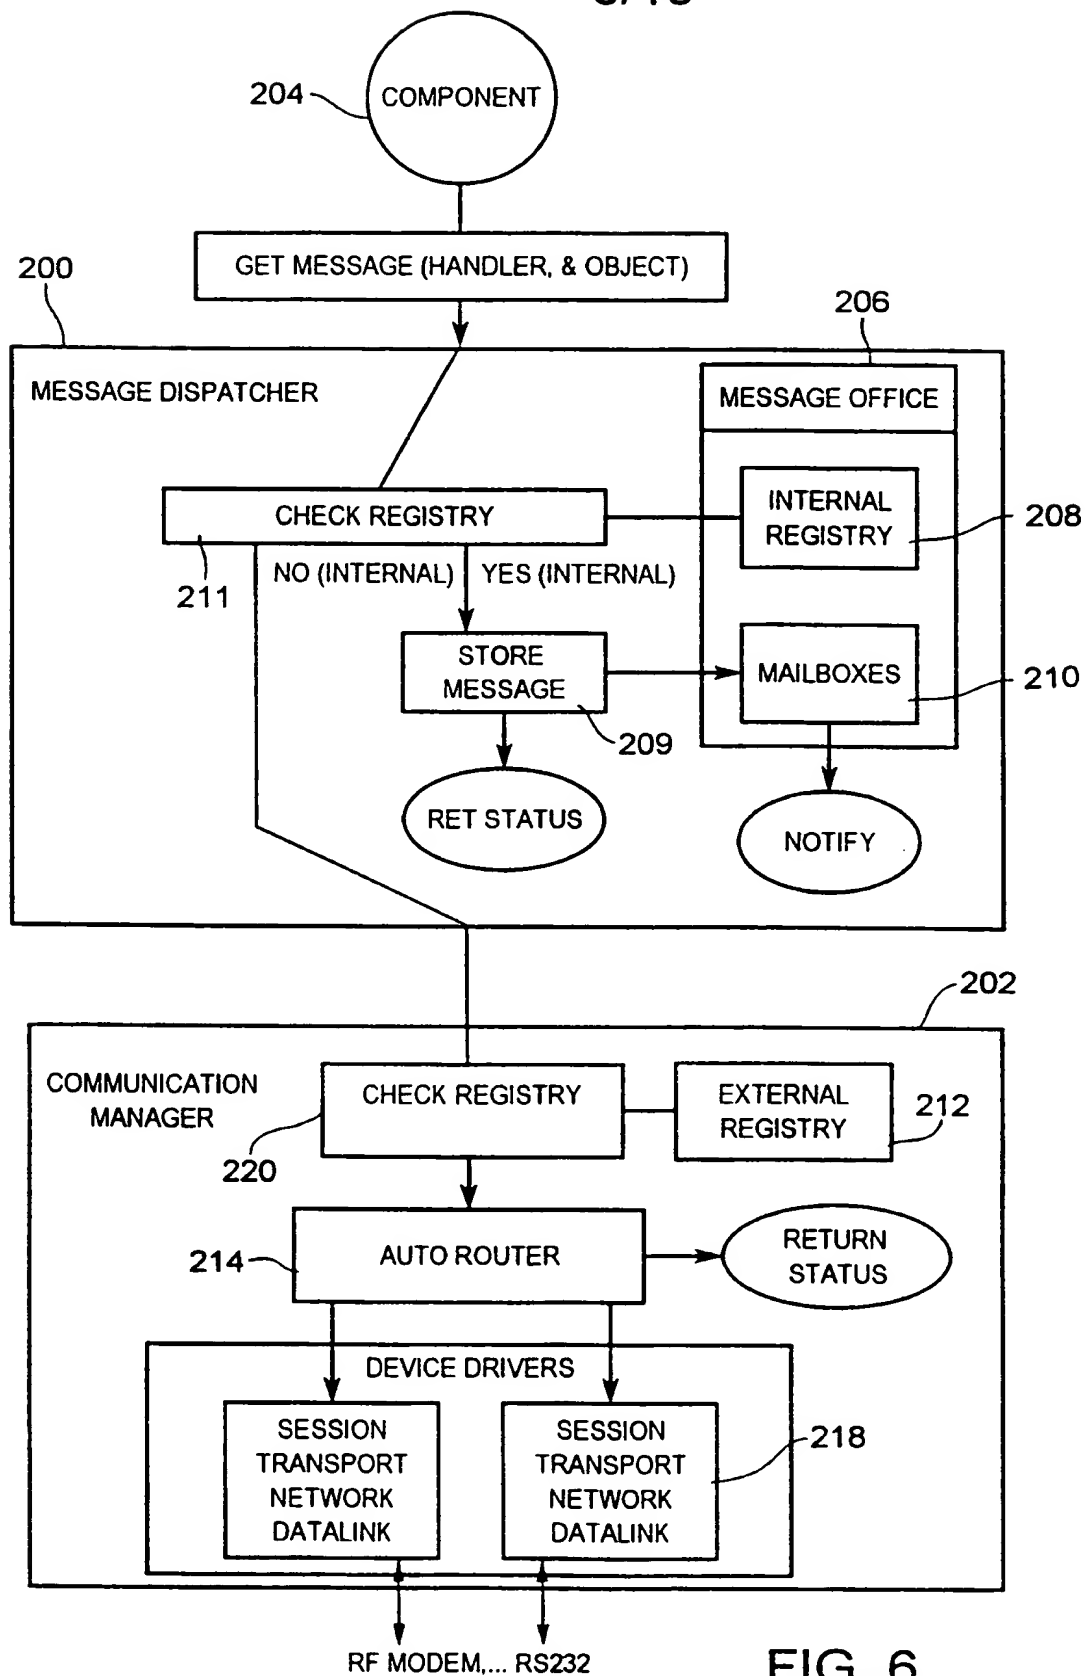 204
COMPONENT
GET MESSAGE (HANDLER, & OBJECT)
200
206
MESSAGE DISPATCHER
MESSAGE OFFICE
CHECK REGISTRY
INTERNAL
REGISTRY
208
211
NO (INTERNAL)
YES (INTERNAL)
STORE
MESSAGE
MAILBOXES
210
209
RET STATUS
NOTIFY
202
COMMUNICATION
MANAGER
CHECK REGISTRY
EXTERNAL
REGISTRY
212
220
214
AUTO ROUTER
RETURN
STATUS
DEVICE DRIVERS
SESSION
TRANSPORT
NETWORK
DATALINK
SESSION
TRANSPORT
NETWORK
DATALINK
218
RF MODEM,... RS232
FIG. 6